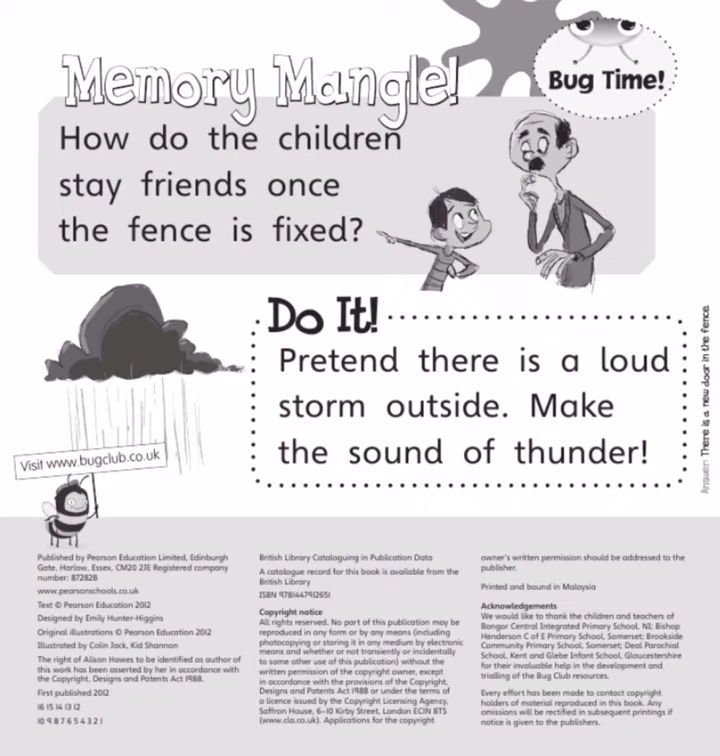 Memory Mangle!
Bug Time!
How do the children
stay friends once
the fence is fixed?
Do It!
Pretend there is a loud
storm outside. Make
the sound of thunder!
Answer: There is a new door in the fence.
Visit www.bugclub.co.uk
Published by Pearson Education Limited, Edinburgh
Gate, Harlow, Essex, CM20 2JE Registered company
number: 872828
www.pearsonschools.co.uk
Text © Pearson Education 2012
Designed by Emily Hunter-Higgins
Original illustrations © Pearson Education 2012
Illustrated by Colin Jack, Kid Shannon
The right of Alison Hawes to be identified as author of
this work has been asserted by her in accordance with
the Copyright, Designs and Patents Act 1988.
First published 2012
16 15 14 13 12
10 9 8 7 6 5 4 3 2 1
British Library Cataloguing in Publication Data
A catalogue record for this book is available from the
British Library
ISBN 9781447912651
Copyright notice
All rights reserved. No part of this publication may be
reproduced in any form or by any means (including
photocopying or storing it in any medium by electronic
means and whether or not transiently or incidentally
to some other use of this publication) without the
written permission of the copyright owner, except
in accordance with the provisions of the Copyright,
Designs and Patents Act 1988 or under the terms of
a licence issued by the Copyright Licensing Agency,
Saffron House, 6–10 Kirby Street, London EC1N 8TS
(www.cla.co.uk). Applications for the copyright
owner's written permission should be addressed to the
publisher.
Printed and bound in Malaysia
Acknowledgements
We would like to thank the children and teachers of
Bangor Central Integrated Primary School, NI; Bishop
Henderson C of E Primary School, Somerset; Brookside
Community Primary School, Somerset; Deal Parochial
School, Kent and Glebe Infant School, Gloucestershire
for their invaluable help in the development and
trialling of the Bug Club resources.
Every effort has been made to contact copyright
holders of material reproduced in this book. Any
omissions will be rectified in subsequent printings if
notice is given to the publishers.